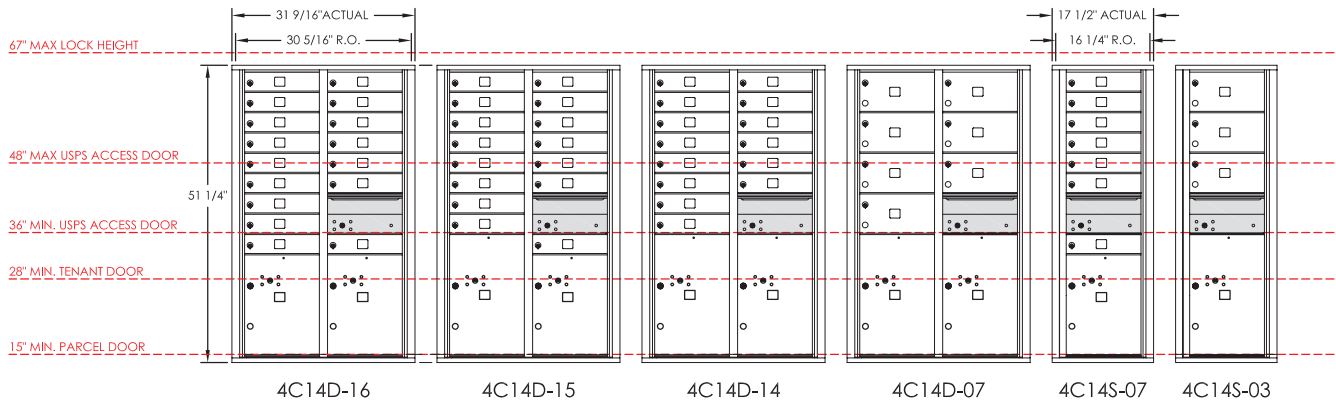 31 9/16" ACTUAL
17 1/2" ACTUAL
30 5/16" R.O.
16 1/4" R.O.
67" MAX LOCK HEIGHT
48" MAX USPS ACCESS DOOR
51 1/4"
36" MIN. USPS ACCESS DOOR
28" MIN. TENANT DOOR
15" MIN. PARCEL DOOR
4C14D-16
4C14D-15
4C14D-14
4C14D-07
4C14S-07
4C14S-03